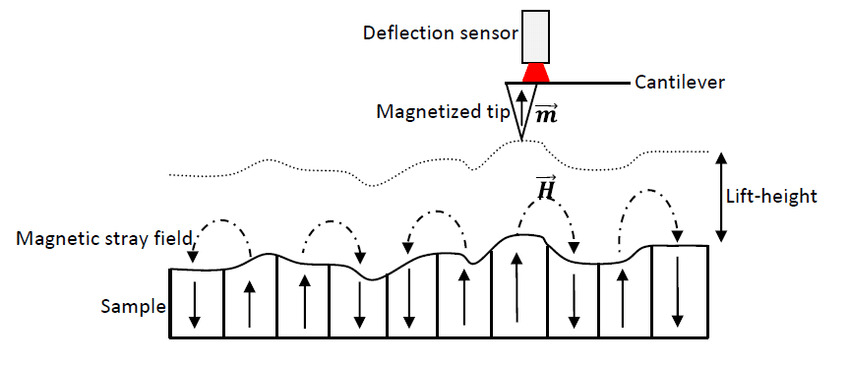 Deflection sensor
Cantilever
Magnetized tip
m
H
Lift-height
Magnetic stray field
Sample